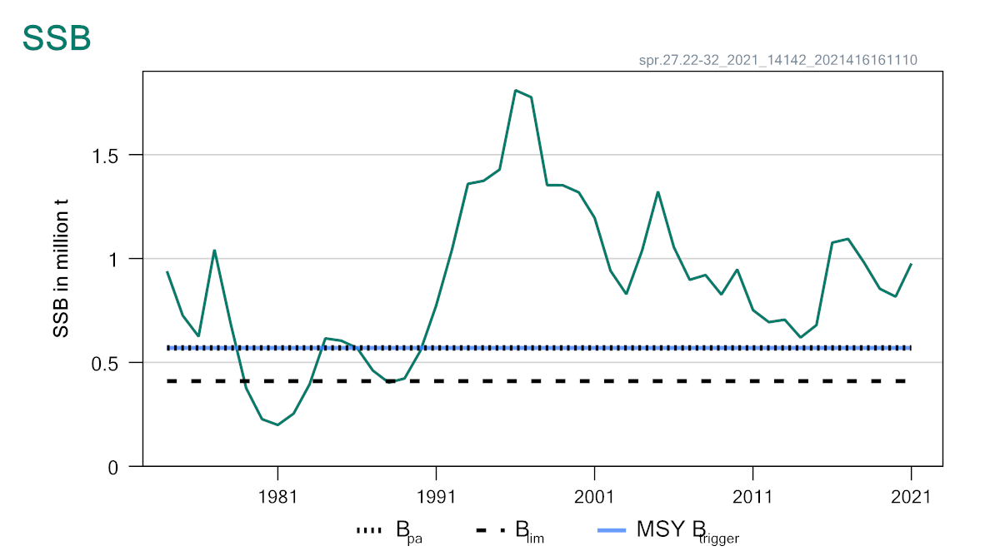 SSB
spr.27.22-32_2021_14142_2021416161110
1.5
1
0.5
0
SSB in million t
1981 1991 2001 2011 2021
Bpa Blim MSY Btrigger